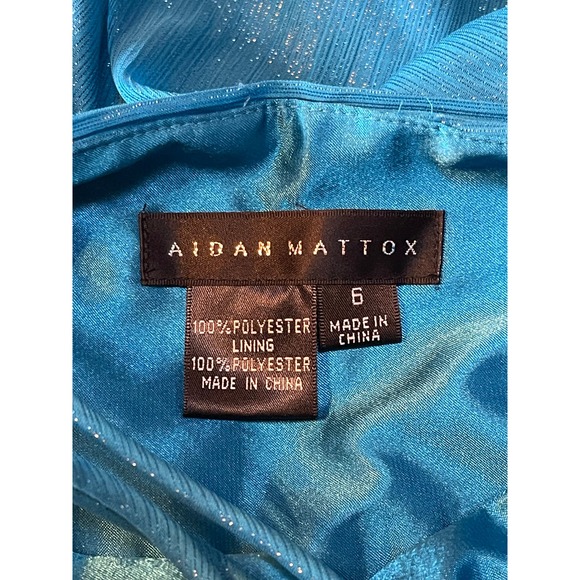 AIDAN MATTOX
100% POLYESTER
LINING
100% POLYESTER
MADE IN CHINA
6
MADE IN
CHINA